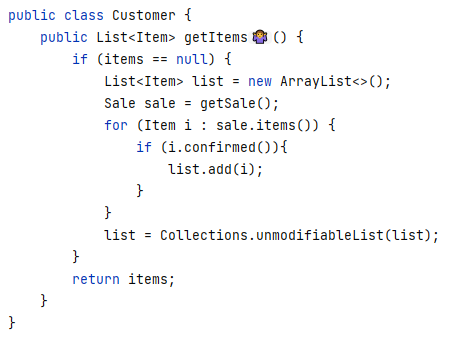 public class Customer {
    public List<Item> getItems🤷🏽‍♀️() {
        if (items == null) {
            List<Item> list = new ArrayList<>();
            Sale sale = getSale();
            for (Item i : sale.items()) {
                if (i.confirmed()){
                    list.add(i);
                }
            }
            list = Collections.unmodifiableList(list);
        }
        return items;
    }
}